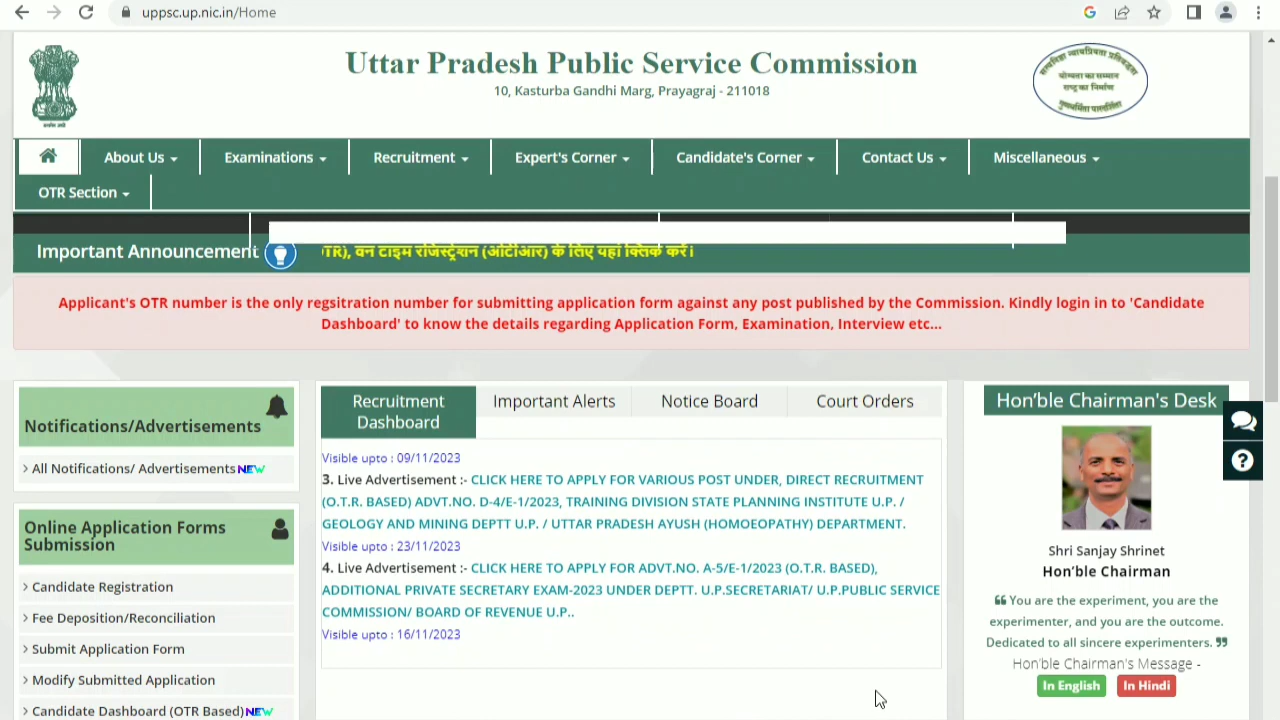 uppsc.up.nic.in/Home
Uttar Pradesh Public Service Commission
10, Kasturba Gandhi Marg, Prayagraj - 211018
योग्यता का सम्मान
राष्ट्र का निर्माण
About Us
Examinations
Recruitment
Expert's Corner
Candidate's Corner
Contact Us
Miscellaneous
OTR Section
Important Announcement
वन टाइम रजिस्ट्रेशन (ओटीआर) के लिए यहां क्लिक करें।
Applicant's OTR number is the only regsitration number for submitting application form against any post published by the Commission. Kindly login in to 'Candidate
Dashboard' to know the details regarding Application Form, Examination, Interview etc...
Notifications/Advertisements
All Notifications/ Advertisements NEW
Online Application Forms
Submission
Candidate Registration
Fee Deposition/Reconciliation
Submit Application Form
Modify Submitted Application
Candidate Dashboard (OTR Based) NEW
Recruitment
Dashboard
Important Alerts
Notice Board
Court Orders
Visible upto : 09/11/2023
3. Live Advertisement :- CLICK HERE TO APPLY FOR VARIOUS POST UNDER, DIRECT RECRUITMENT
(O.T.R. BASED) ADVT.NO. D-4/E-1/2023, TRAINING DIVISION STATE PLANNING INSTITUTE U.P. /
GEOLOGY AND MINING DEPTT U.P. / UTTAR PRADESH AYUSH (HOMOEOPATHY) DEPARTMENT.
Visible upto : 23/11/2023
4. Live Advertisement :- CLICK HERE TO APPLY FOR ADVT.NO. A-5/E-1/2023 (O.T.R. BASED),
ADDITIONAL PRIVATE SECRETARY EXAM-2023 UNDER DEPTT. U.P.SECRETARIAT/ U.P.PUBLIC SERVICE
COMMISSION/ BOARD OF REVENUE U.P..
Visible upto : 16/11/2023
Hon'ble Chairman's Desk
Shri Sanjay Shrinet
Hon'ble Chairman
❝ You are the experiment, you are the
experimenter, and you are the outcome.
Dedicated to all sincere experimenters. ❞
Hon'ble Chairman's Message -
In English
In Hindi